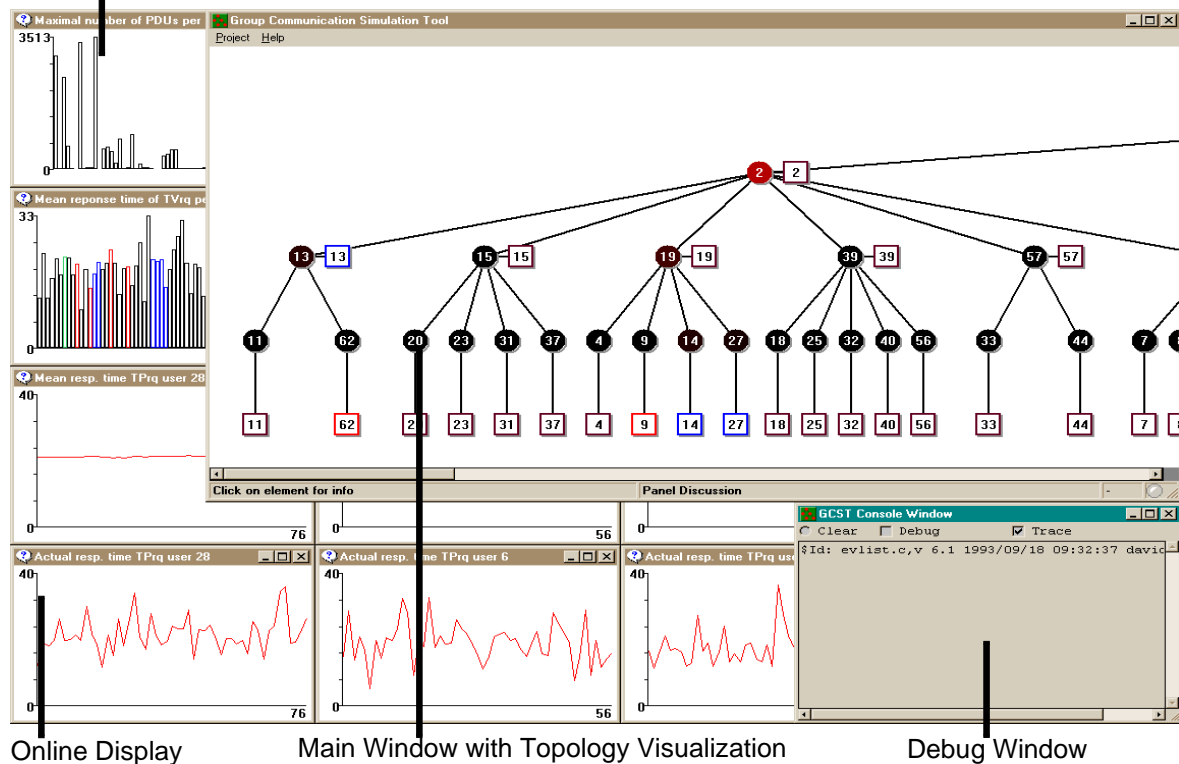 Maximal number of PDUs per
3513
0
Group Communication Simulation Tool
Project Help
2 2
13 13 15 15 19 19 39 39 57 57
11 62 20 23 31 37 4 9 14 27 18 25 32 40 56 33 44 7
11 62 23 31 37 4 9 14 27 18 25 32 40 56 33 44 7
Click on element for info Panel Discussion -
Mean reponse time of TVrq pe
33
0
Mean resp. time TPrq user 28
40
0
76
0
56
0
GCST Console Window
Clear Debug Trace
$Id: evlist.c,v 6.1 1993/09/18 09:32:37 davic
Actual resp. time TPrq user 28
40
0
76
Actual resp. time TPrq user 6
40
0
56
Actual resp. time TPrq us
40
0
Online Display
Main Window with Topology Visualization
Debug Window